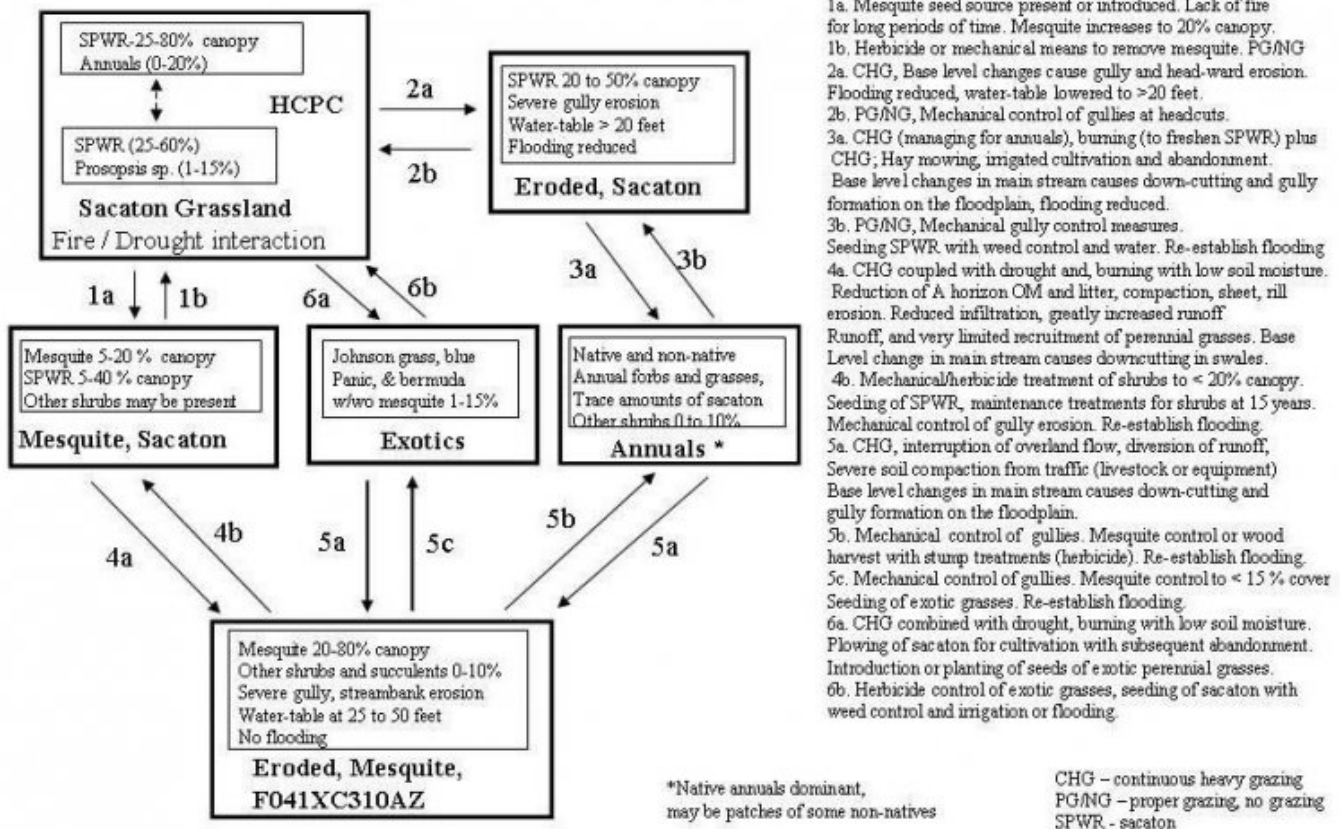 SPWR-25-80% canopy
Annuals (0-20%)
HCPC
SPWR (25-60%)
Prosopsis sp. (1-15%)
Sacaton Grassland
Fire / Drought interaction
2a
2b
SPWR 20 to 50% canopy
Severe gully erosion
Water-table > 20 feet
Flooding reduced
Eroded, Sacaton
1a
1b
6a
6b
3a
3b
Mesquite 5-20 % canopy
SPWR 5-40 % canopy
Other shrubs may be present
Mesquite, Sacaton
Johnson grass, blue
Panic, & bermuda
w/wo mesquite 1-15%
Exotics
Native and non-native
Annual forbs and grasses,
Trace amounts of sacaton
Other shrubs 0 to 10%
Annuals *
4a
4b
5a
5c
5b
5a
Mesquite 20-80% canopy
Other shrubs and succulents 0-10%
Severe gully, streambank erosion
Water-table at 25 to 50 feet
No flooding
Eroded, Mesquite,
F041XC310AZ
1a. Mesquite seed source present or introduced. Lack of fire
for long periods of time. Mesquite increases to 20% canopy.
1b. Herbicide or mechanical means to remove mesquite. PG/NG
2a. CHG, Base level changes cause gully and head-ward erosion.
Flooding reduced, water-table lowered to >20 feet.
2b. PG/NG, Mechanical control of gullies at headcuts.
3a. CHG (managing for annuals), burning (to freshen SPWR) plus
CHG; Hay mowing, irrigated cultivation and abandonment.
Base level changes in main stream causes down-cutting and gully
formation on the floodplain, flooding reduced.
3b. PG/NG, Mechanical gully control measures.
Seeding SPWR with weed control and water. Re-establish flooding
4a. CHG coupled with drought and, burning with low soil moisture.
Reduction of A horizon OM and litter, compaction, sheet, rill
erosion. Reduced infiltration, greatly increased runoff
Runoff, and very limited recruitment of perennial grasses. Base
Level change in main stream causes downcutting in swales.
4b. Mechanical/herbicide treatment of shrubs to < 20% canopy.
Seeding of SPWR, maintenance treatments for shrubs at 15 years.
Mechanical control of gully erosion. Re-establish flooding.
5a. CHG, interruption of overland flow, diversion of runoff,
Severe soil compaction from traffic (livestock or equipment)
Base level changes in main stream causes down-cutting and
gully formation on the floodplain.
5b. Mechanical control of gullies. Mesquite control or wood
harvest with stump treatments (herbicide). Re-establish flooding.
5c. Mechanical control of gullies. Mesquite control to < 15 % cover
Seeding of exotic grasses. Re-establish flooding.
6a. CHG combined with drought, burning with low soil moisture.
Plowing of sacaton for cultivation with subsequent abandonment.
Introduction or planting of seeds of exotic perennial grasses.
6b. Herbicide control of exotic grasses, seeding of sacaton with
weed control and irrigation or flooding.
*Native annuals dominant,
may be patches of some non-natives
CHG – continuous heavy grazing
PG/NG – proper grazing, no grazing
SPWR - sacaton